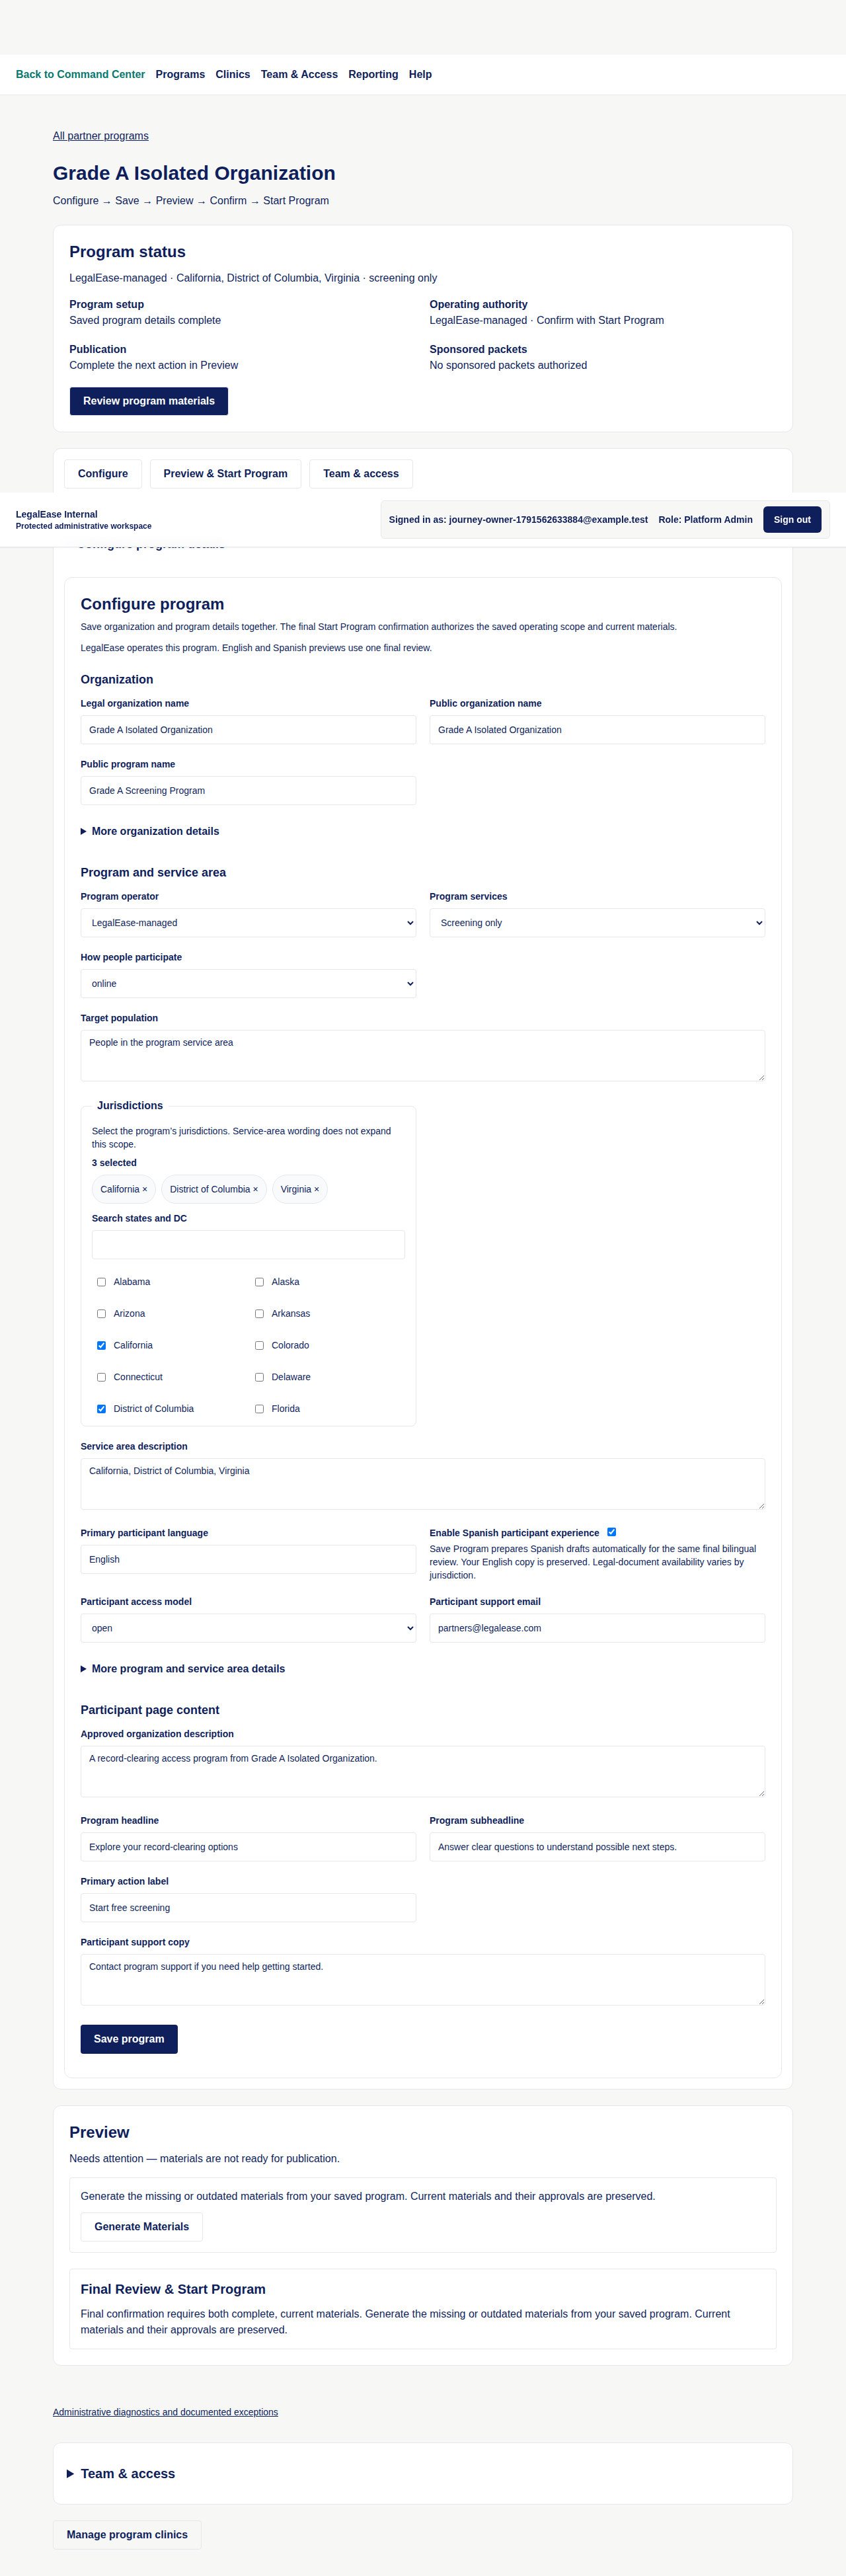 Back to Command Center Programs Clinics Team & Access Reporting Help
All partner programs
Grade A Isolated Organization
Configure → Save → Preview → Confirm → Start Program
Program status
LegalEase-managed · California, District of Columbia, Virginia · screening only
Program setup
Saved program details complete
Operating authority
LegalEase-managed · Confirm with Start Program
Publication
Complete the next action in Preview
Sponsored packets
No sponsored packets authorized
Review program materials
Configure
Preview & Start Program
Team & access
LegalEase Internal
Protected administrative workspace
Signed in as: journey-owner-1791562633884@example.test Role: Platform Admin Sign out
Configure program
Save organization and program details together. The final Start Program confirmation authorizes the saved operating scope and current materials.
LegalEase operates this program. English and Spanish previews use one final review.
Organization
Legal organization name
Grade A Isolated Organization
Public organization name
Grade A Isolated Organization
Public program name
Grade A Screening Program
More organization details
Program and service area
Program operator
LegalEase-managed
Program services
Screening only
How people participate
online
Target population
People in the program service area
Jurisdictions
Select the program's jurisdictions. Service-area wording does not expand
this scope.
3 selected
California × District of Columbia × Virginia ×
Search states and DC
Alabama Alaska
Arizona Arkansas
California Colorado
Connecticut Delaware
District of Columbia Florida
Service area description
California, District of Columbia, Virginia
Primary participant language
English
Enable Spanish participant experience
Save Program prepares Spanish drafts automatically for the same final bilingual
review. Your English copy is preserved. Legal-document availability varies by
jurisdiction.
Participant access model
open
Participant support email
partners@legalease.com
More program and service area details
Participant page content
Approved organization description
A record-clearing access program from Grade A Isolated Organization.
Program headline
Explore your record-clearing options
Program subheadline
Answer clear questions to understand possible next steps.
Primary action label
Start free screening
Participant support copy
Contact program support if you need help getting started.
Save program
Preview
Needs attention — materials are not ready for publication.
Generate the missing or outdated materials from your saved program. Current materials and their approvals are preserved.
Generate Materials
Final Review & Start Program
Final confirmation requires both complete, current materials. Generate the missing or outdated materials from your saved program. Current
materials and their approvals are preserved.
Administrative diagnostics and documented exceptions
Team & access
Manage program clinics